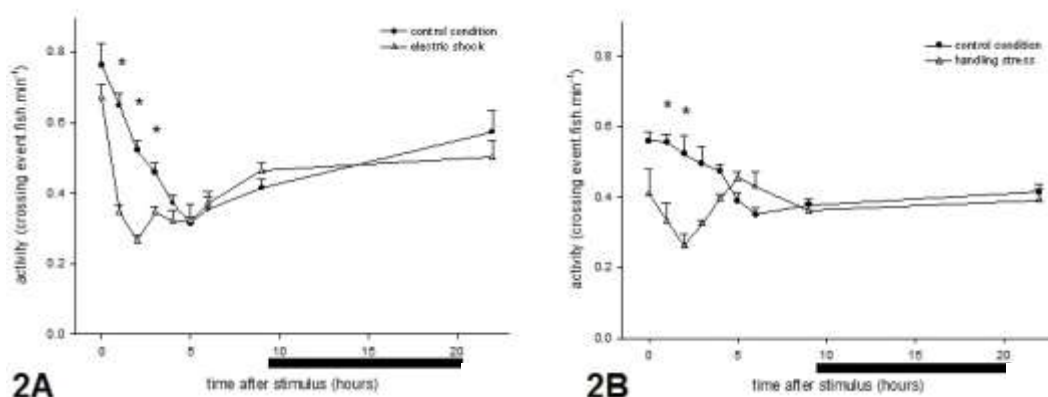 control condition
electric shock
*
*
*
0.8
0.6
0.4
0.2
0.0
activity (crossing event.fish.min⁻¹)
0 5 10 15 20
time after stimulus (hours)
2A
control condition
handling stress
* *
0.8
0.6
0.4
0.2
0.0
activity (crossing event.fish.min⁻¹)
0 5 10 15 20
time after stimulus (hours)
2B